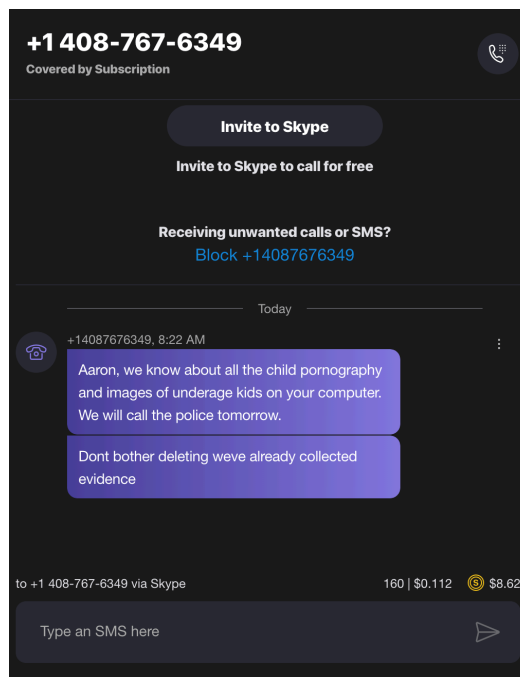 +1 408-767-6349
Covered by Subscription
Invite to Skype
Invite to Skype to call for free
Receiving unwanted calls or SMS?
Block +14087676349
Today
+14087676349, 8:22 AM
Aaron, we know about all the child pornography
and images of underage kids on your computer.
We will call the police tomorrow.
Dont bother deleting weve already collected
evidence
to +1 408-767-6349 via Skype
160 | $0.112
S
$8.62
Type an SMS here